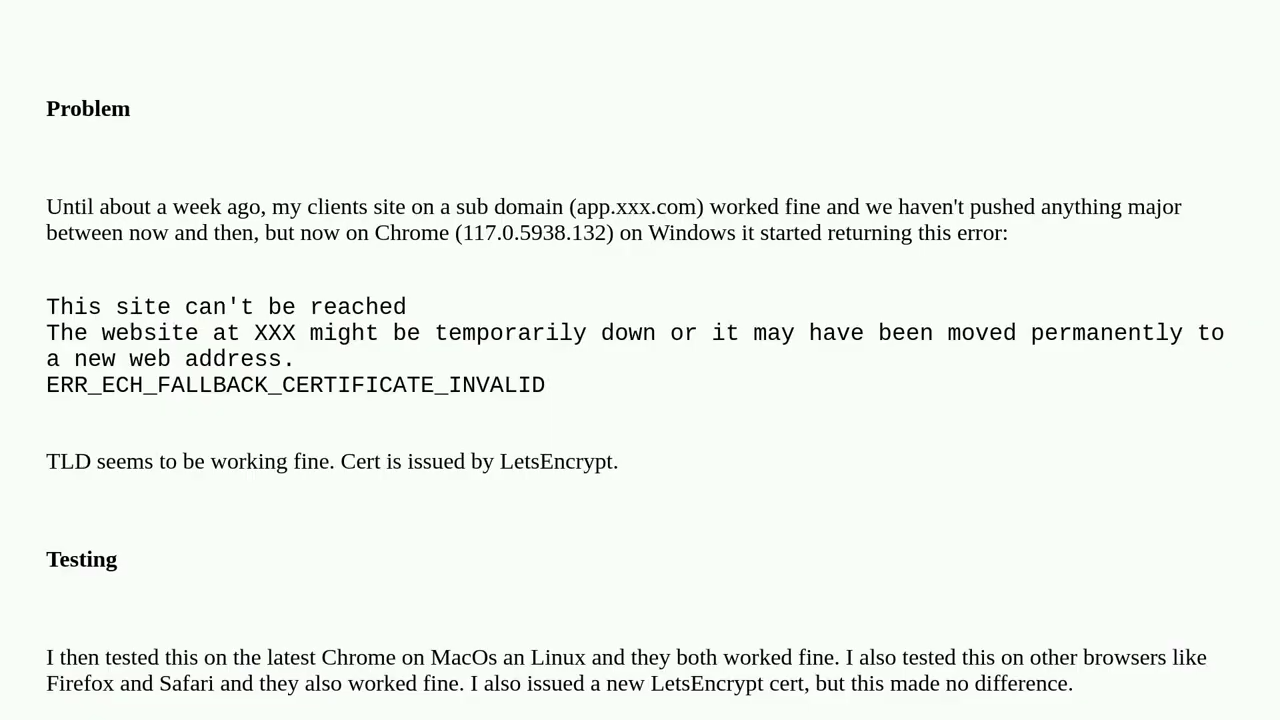 Problem
Until about a week ago, my clients site on a sub domain (app.xxx.com) worked fine and we haven't pushed anything major
between now and then, but now on Chrome (117.0.5938.132) on Windows it started returning this error:
This site can't be reached
The website at XXX might be temporarily down or it may have been moved permanently to
a new web address.
ERR_ECH_FALLBACK_CERTIFICATE_INVALID
TLD seems to be working fine. Cert is issued by LetsEncrypt.
Testing
I then tested this on the latest Chrome on MacOs an Linux and they both worked fine. I also tested this on other browsers like
Firefox and Safari and they also worked fine. I also issued a new LetsEncrypt cert, but this made no difference.